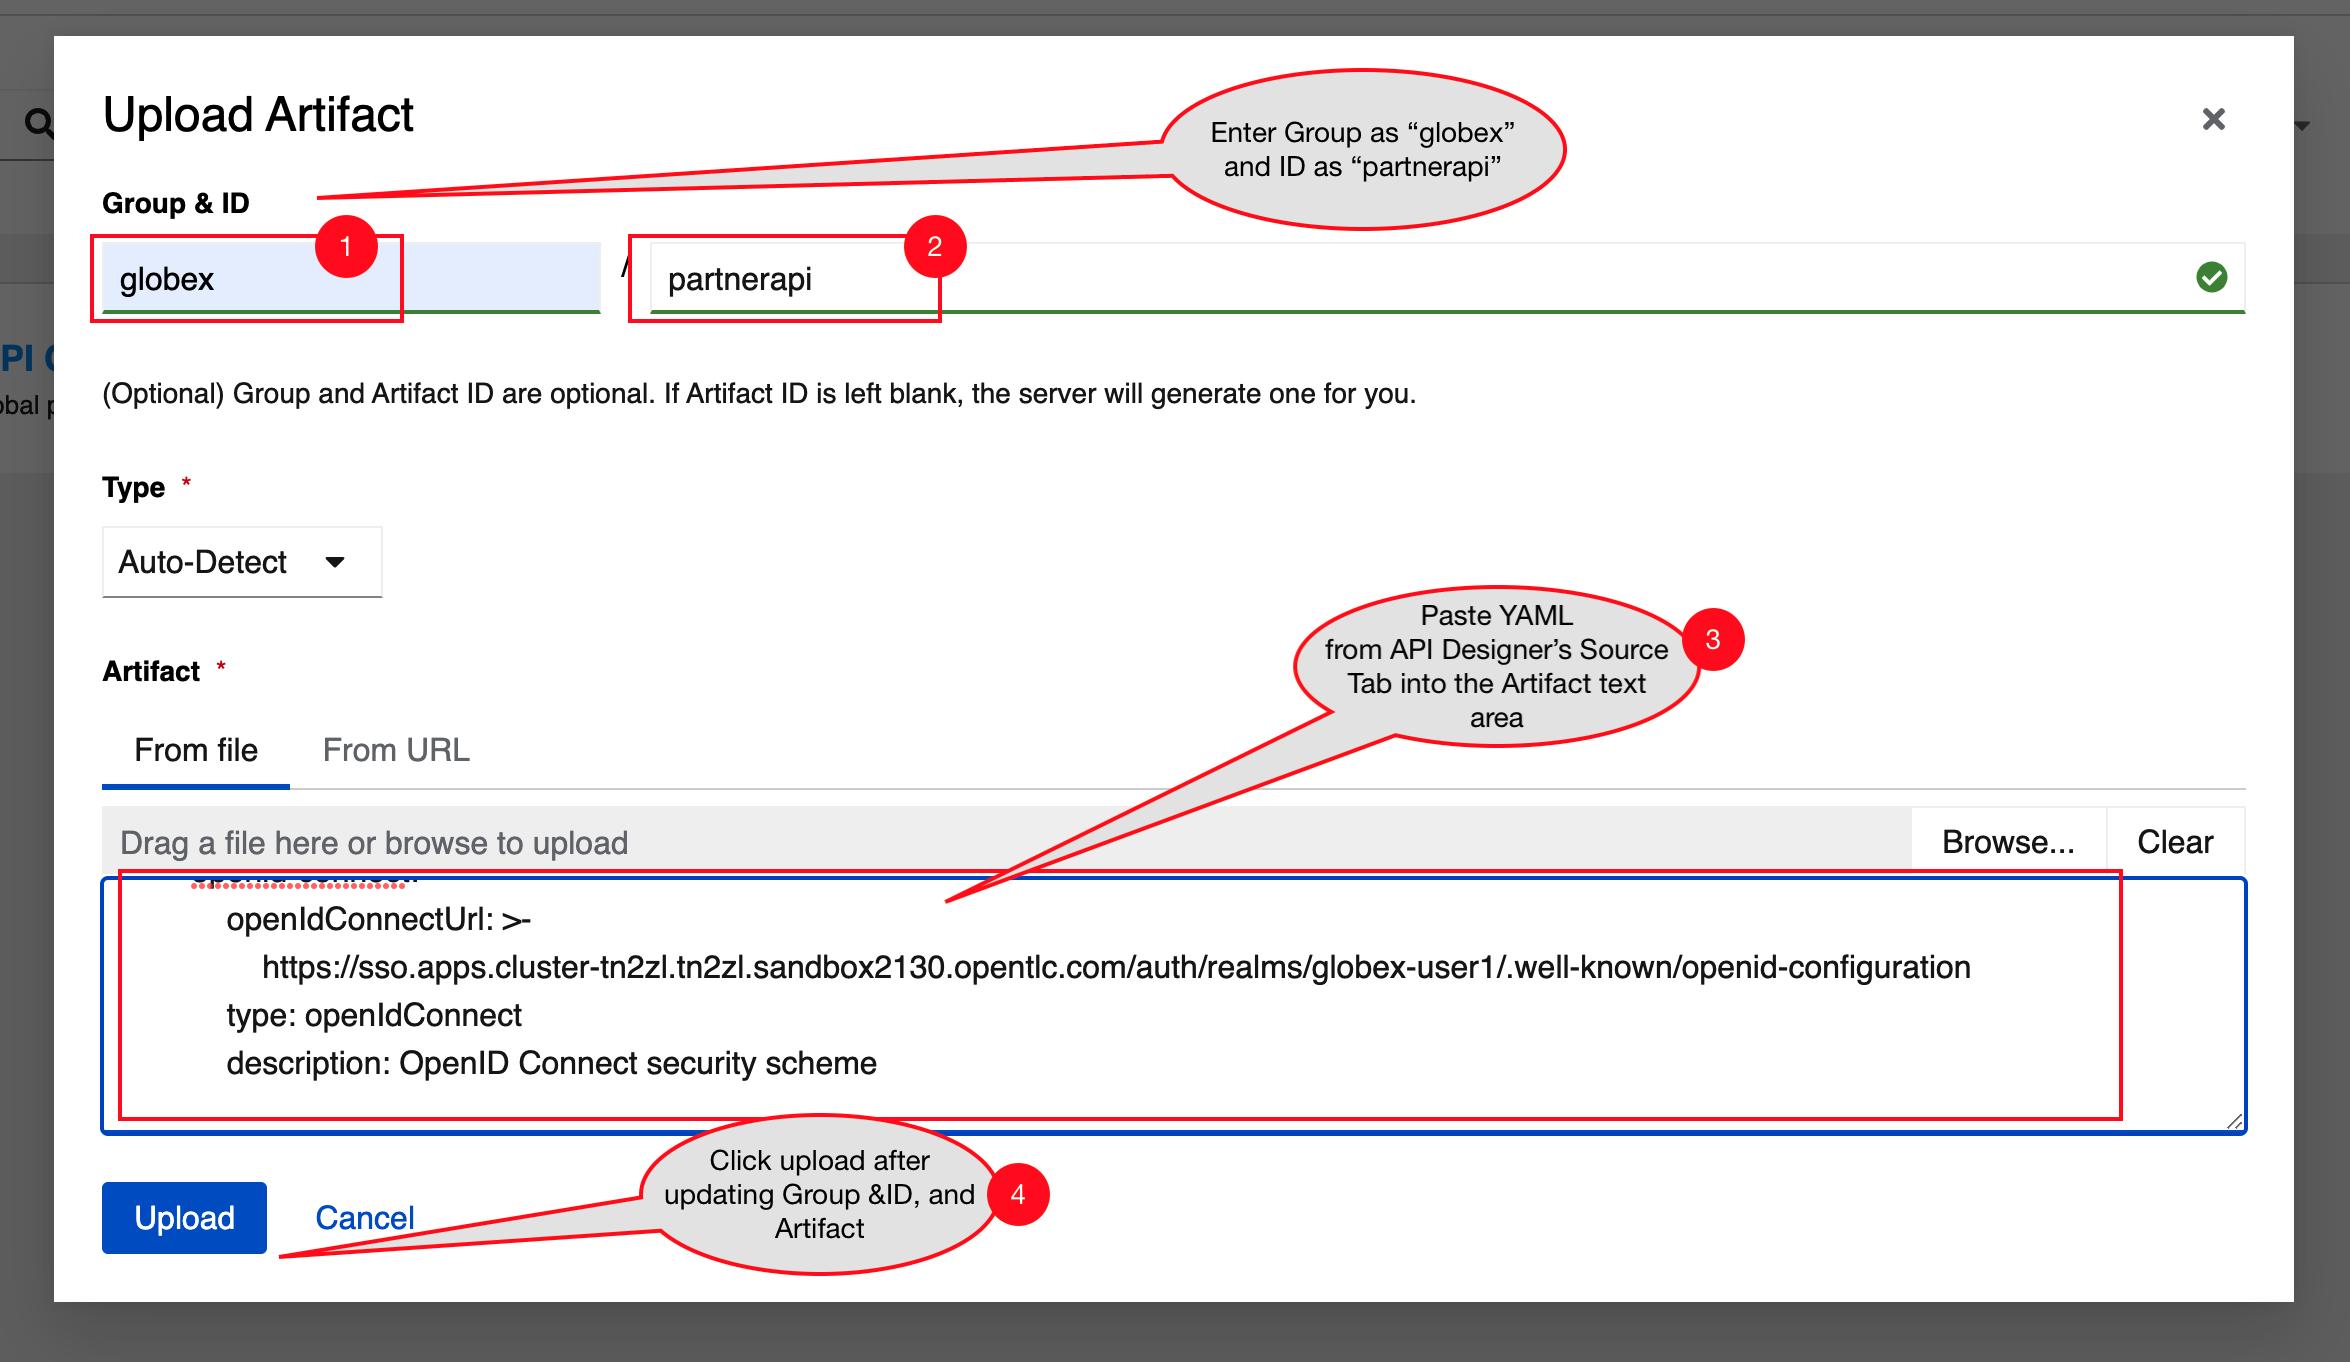 Upload Artifact
Enter Group as “globex”
and ID as “partnerapi”
Group & ID
1
2
globex
/
partnerapi
PI
(Optional) Group and Artifact ID are optional. If Artifact ID is left blank, the server will generate one for you.
Type *
Auto-Detect
Paste YAML
from API Designer’s Source
Tab into the Artifact text
area
3
Artifact *
From file
From URL
Drag a file here or browse to upload
Browse...
Clear
openIdConnectUrl: >-
https://sso.apps.cluster-tn2zl.tn2zl.sandbox2130.opentlc.com/auth/realms/globex-user1/.well-known/openid-configuration
type: openIdConnect
description: OpenID Connect security scheme
Click upload after
updating Group &ID, and
Artifact
4
Upload
Cancel